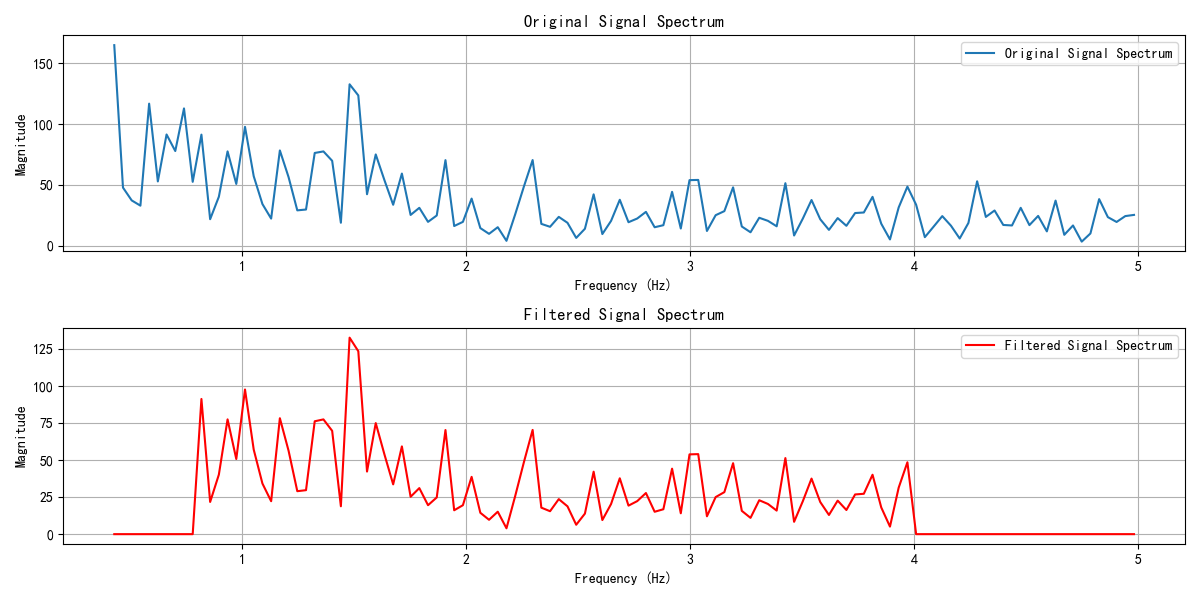 Original Signal Spectrum
Original Signal Spectrum
150
100
50
0
Magnitude
1 2 3 4 5
Frequency (Hz)
Filtered Signal Spectrum
Filtered Signal Spectrum
125
100
75
50
25
0
Magnitude
1 2 3 4 5
Frequency (Hz)